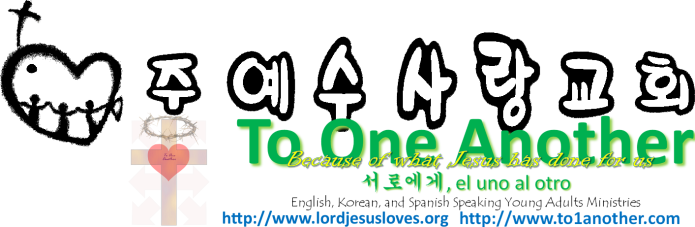 주예수사랑교회
To One Another
Because of what Jesus has done for us
서로에게, el uno al otro
English, Korean, and Spanish Speaking Young Adults Ministries
http://www.lordjesusloves.org http://www.to1another.com